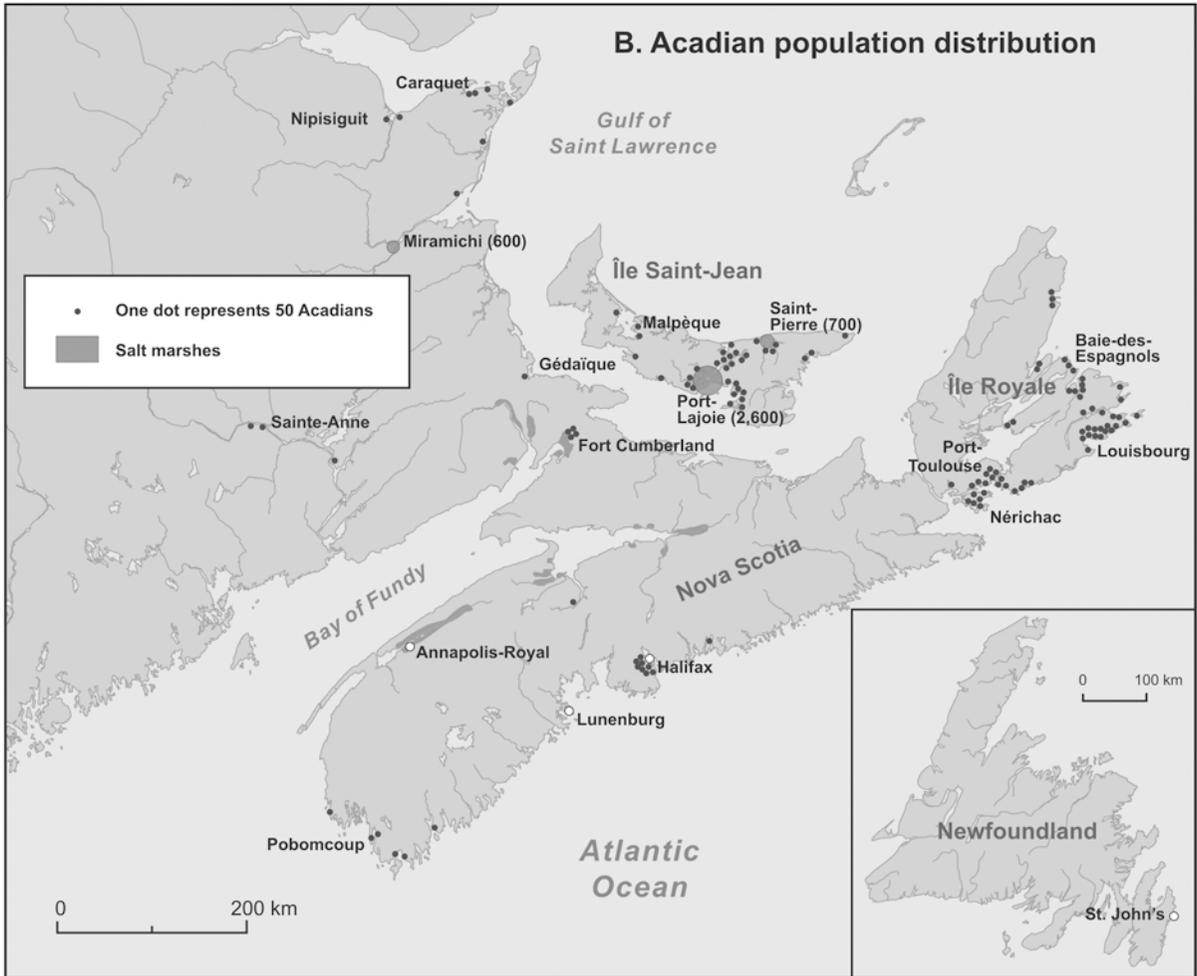 B. Acadian population distribution
Caraquet
Nipisiguit
Gulf of
Saint Lawrence
Miramichi (600)
Île Saint-Jean
One dot represents 50 Acadians
Salt marshes
Malpèque
Saint-
Pierre (700)
Gédaïque
Port-
Lajoie (2,600)
Baie-des-
Espagnols
Île Royale
Sainte-Anne
Fort Cumberland
Port-
Toulouse
Louisbourg
Nérichac
Nova Scotia
Bay of Fundy
Annapolis-Royal
Halifax
Lunenburg
Pobomcoup
Atlantic
Ocean
0 200 km
0 100 km
Newfoundland
St. John's